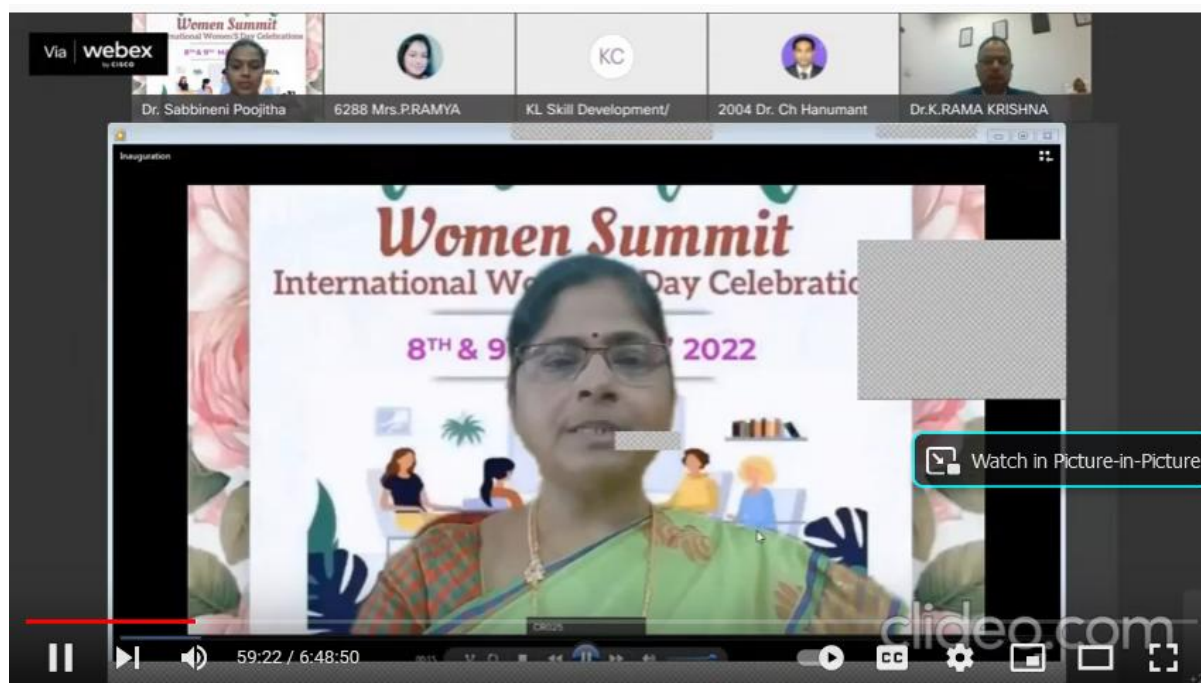 Women Summit
Via webex
by CISCO
KC
Dr. Sabbineni Poojitha
6288 Mrs.P.RAMYA
KL Skill Development/
2004 Dr. Ch Hanumant
Dr.K.RAMA KRISHNA
Inauguration
Women Summit
International Wo Day Celebratio
8TH & 9 2022
Watch in Picture-in-Picture
CR025
clideo.com
59:22 / 6:48:50
CC